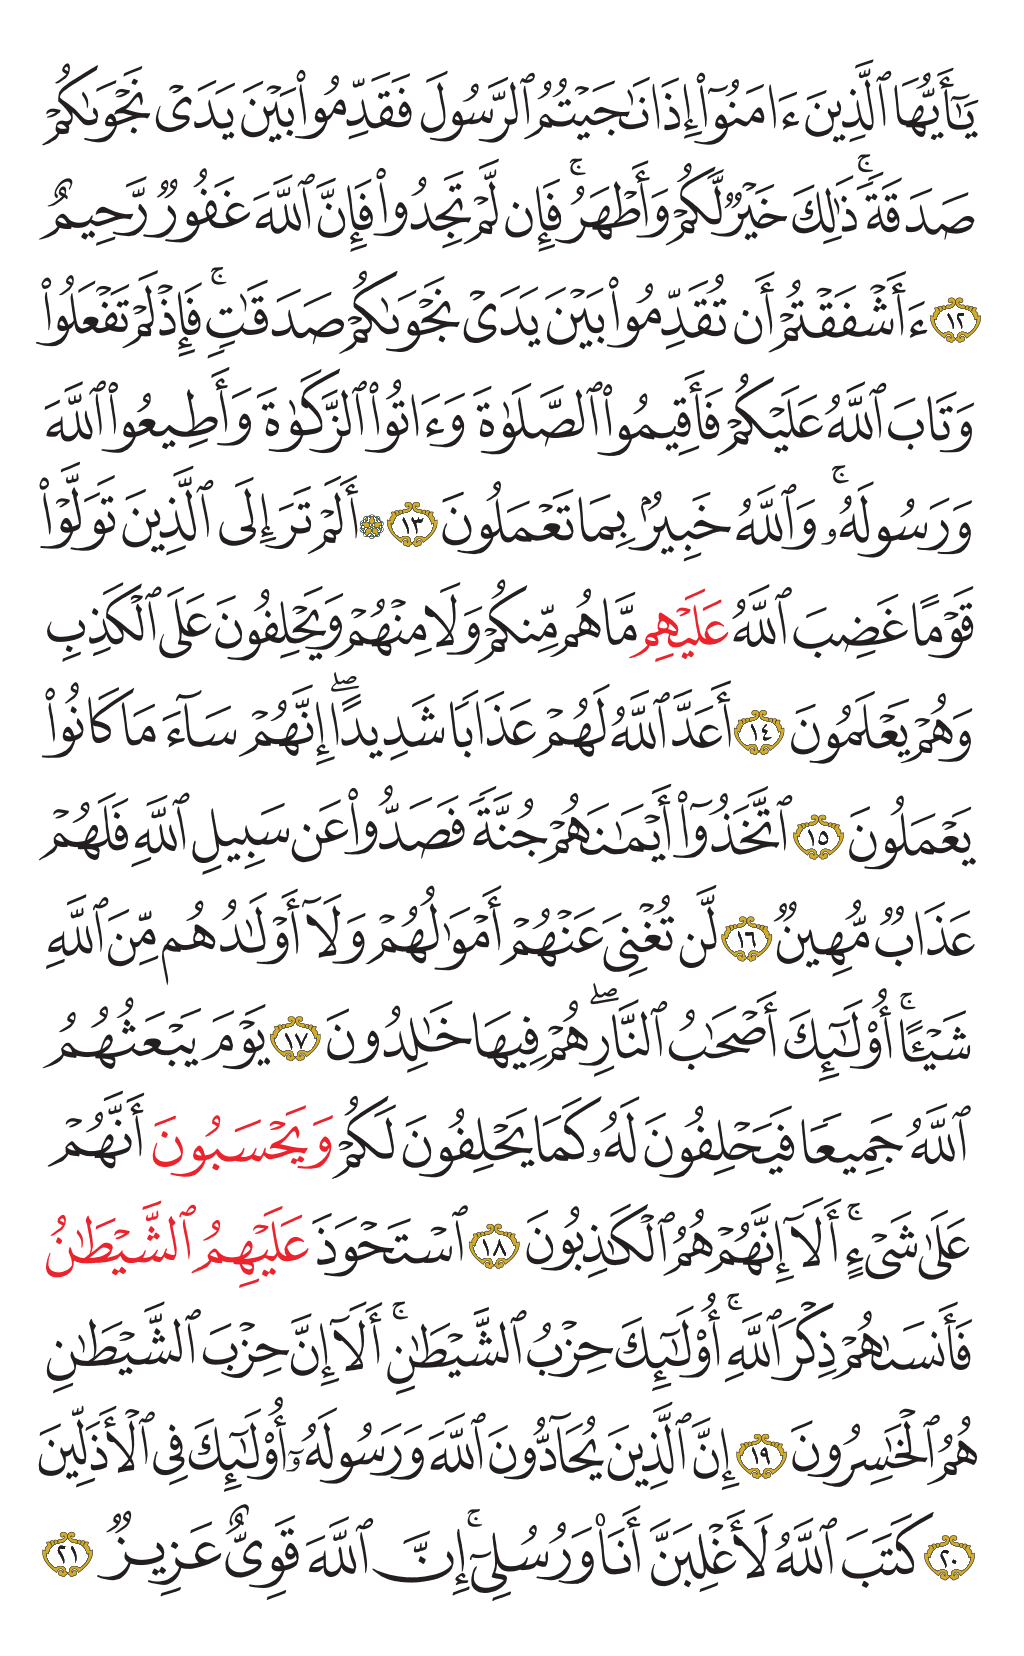 يَـٰٓأَيُّهَا ٱلَّذِينَ ءَامَنُوٓا۟ إِذَا نَـٰجَيْتُمُ ٱلرَّسُولَ فَقَدِّمُوا۟ بَيْنَ يَدَىْ نَجْوَىٰكُمْ
صَدَقَةًۚ ذَٰلِكَ خَيْرٌ لَّكُمْ وَأَطْهَرُۚ فَإِن لَّمْ تَجِدُوا۟ فَإِنَّ ٱللَّهَ غَفُورٌ رَّحِيمٌ
١٢ ءَأَشْفَقْتُمْ أَن تُقَدِّمُوا۟ بَيْنَ يَدَىْ نَجْوَىٰكُمْ صَدَقَـٰتٍۚ فَإِذْ لَمْ تَفْعَلُوا۟
وَتَابَ ٱللَّهُ عَلَيْكُمْ فَأَقِيمُوا۟ ٱلصَّلَوٰةَ وَءَاتُوا۟ ٱلزَّكَوٰةَ وَأَطِيعُوا۟ ٱللَّهَ
وَرَسُولَهُۥۚ وَٱللَّهُ خَبِيرٌۢ بِمَا تَعْمَلُونَ ١٣ ۞ أَلَمْ تَرَ إِلَى ٱلَّذِينَ تَوَلَّوْا۟
قَوْمًا غَضِبَ ٱللَّهُ عَلَيْهِم مَّا هُم مِّنكُمْ وَلَا مِنْهُمْ وَيَحْلِفُونَ عَلَى ٱلْكَذِبِ
وَهُمْ يَعْلَمُونَ ١٤ أَعَدَّ ٱللَّهُ لَهُمْ عَذَابًا شَدِيدًاۖ إِنَّهُمْ سَآءَ مَا كَانُوا۟
يَعْمَلُونَ ١٥ ٱتَّخَذُوٓا۟ أَيْمَـٰنَهُمْ جُنَّةً فَصَدُّوا۟ عَن سَبِيلِ ٱللَّهِ فَلَهُمْ
عَذَابٌ مُّهِينٌ ١٦ لَّن تُغْنِىَ عَنْهُمْ أَمْوَٰلُهُمْ وَلَآ أَوْلَـٰدُهُم مِّنَ ٱللَّهِ
شَيْـًٔاۚ أُو۟لَـٰٓئِكَ أَصْحَـٰبُ ٱلنَّارِۖ هُمْ فِيهَا خَـٰلِدُونَ ١٧ يَوْمَ يَبْعَثُهُمُ
ٱللَّهُ جَمِيعًا فَيَحْلِفُونَ لَهُۥ كَمَا يَحْلِفُونَ لَكُمْ وَيَحْسَبُونَ أَنَّهُمْ
عَلَىٰ شَىْءٍۚ أَلَآ إِنَّهُمْ هُمُ ٱلْكَـٰذِبُونَ ١٨ ٱسْتَحْوَذَ عَلَيْهِمُ ٱلشَّيْطَـٰنُ
فَأَنسَىٰهُمْ ذِكْرَ ٱللَّهِۚ أُو۟لَـٰٓئِكَ حِزْبُ ٱلشَّيْطَـٰنِۚ أَلَآ إِنَّ حِزْبَ ٱلشَّيْطَـٰنِ
هُمُ ٱلْخَـٰسِرُونَ ١٩ إِنَّ ٱلَّذِينَ يُحَآدُّونَ ٱللَّهَ وَرَسُولَهُۥٓ أُو۟لَـٰٓئِكَ فِى ٱلْأَذَلِّينَ
٢٠ كَتَبَ ٱللَّهُ لَأَغْلِبَنَّ أَنَا۠ وَرُسُلِىٓۚ إِنَّ ٱللَّهَ قَوِىٌّ عَزِيزٌ ٢١